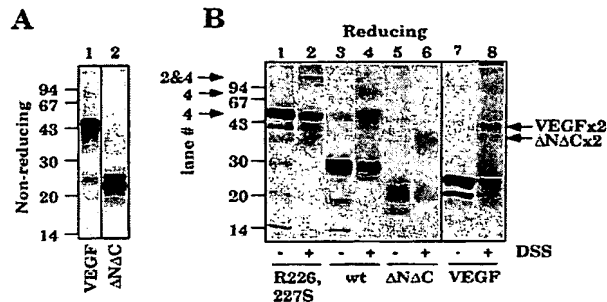 A
B
Reducing
1 2
1 2 3 4 5 6 7 8
Non-reducing
94
67
43
30
20
14
VEGF
ΔNΔC
lane #
2&4
4
4
94
67
43
30
20
14
VEGFx2
ΔNΔCx2
- + - + - + - + DSS
R226, 227S
wt
ΔNΔC
VEGF